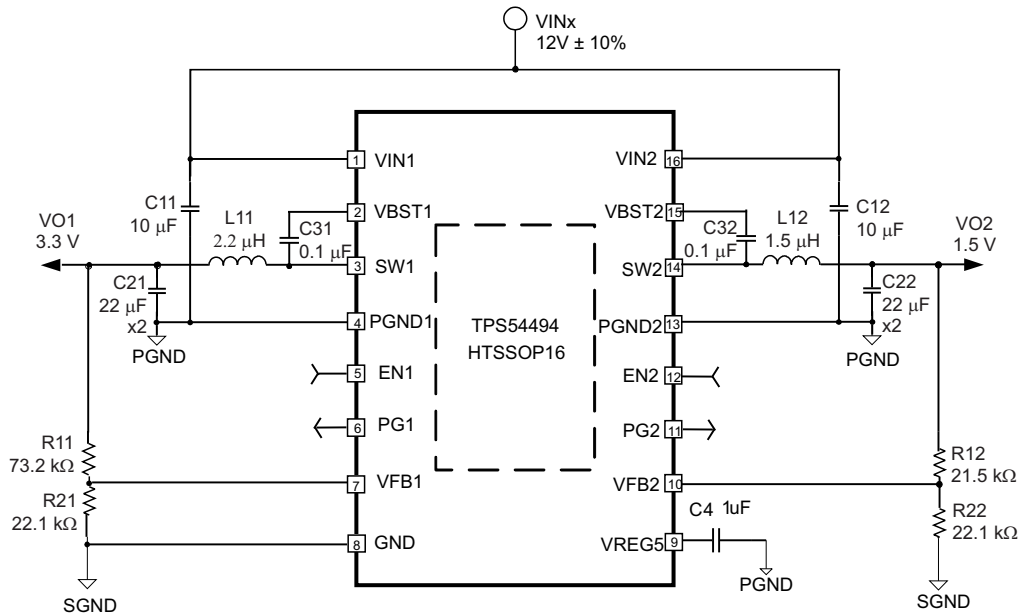 VINx
12V ± 10%
1
VIN1
VIN2
16
C11
10 μF
2
VBST1
VBST2
15
C12
10 μF
VO1
3.3 V
L11
2.2 μH
C31
0.1 μF
C32
0.1 μF
L12
1.5 μH
VO2
1.5 V
3
SW1
SW2
14
C21
22 μF
x2
C22
22 μF
x2
4
PGND1
PGND2
13
PGND
PGND
TPS54494
HTSSOP16
5
EN1
EN2
12
6
PG1
PG2
11
R11
73.2 kΩ
R12
21.5 kΩ
7
VFB1
VFB2
10
R21
22.1 kΩ
R22
22.1 kΩ
C4
1uF
8
GND
VREG5
9
PGND
SGND
SGND